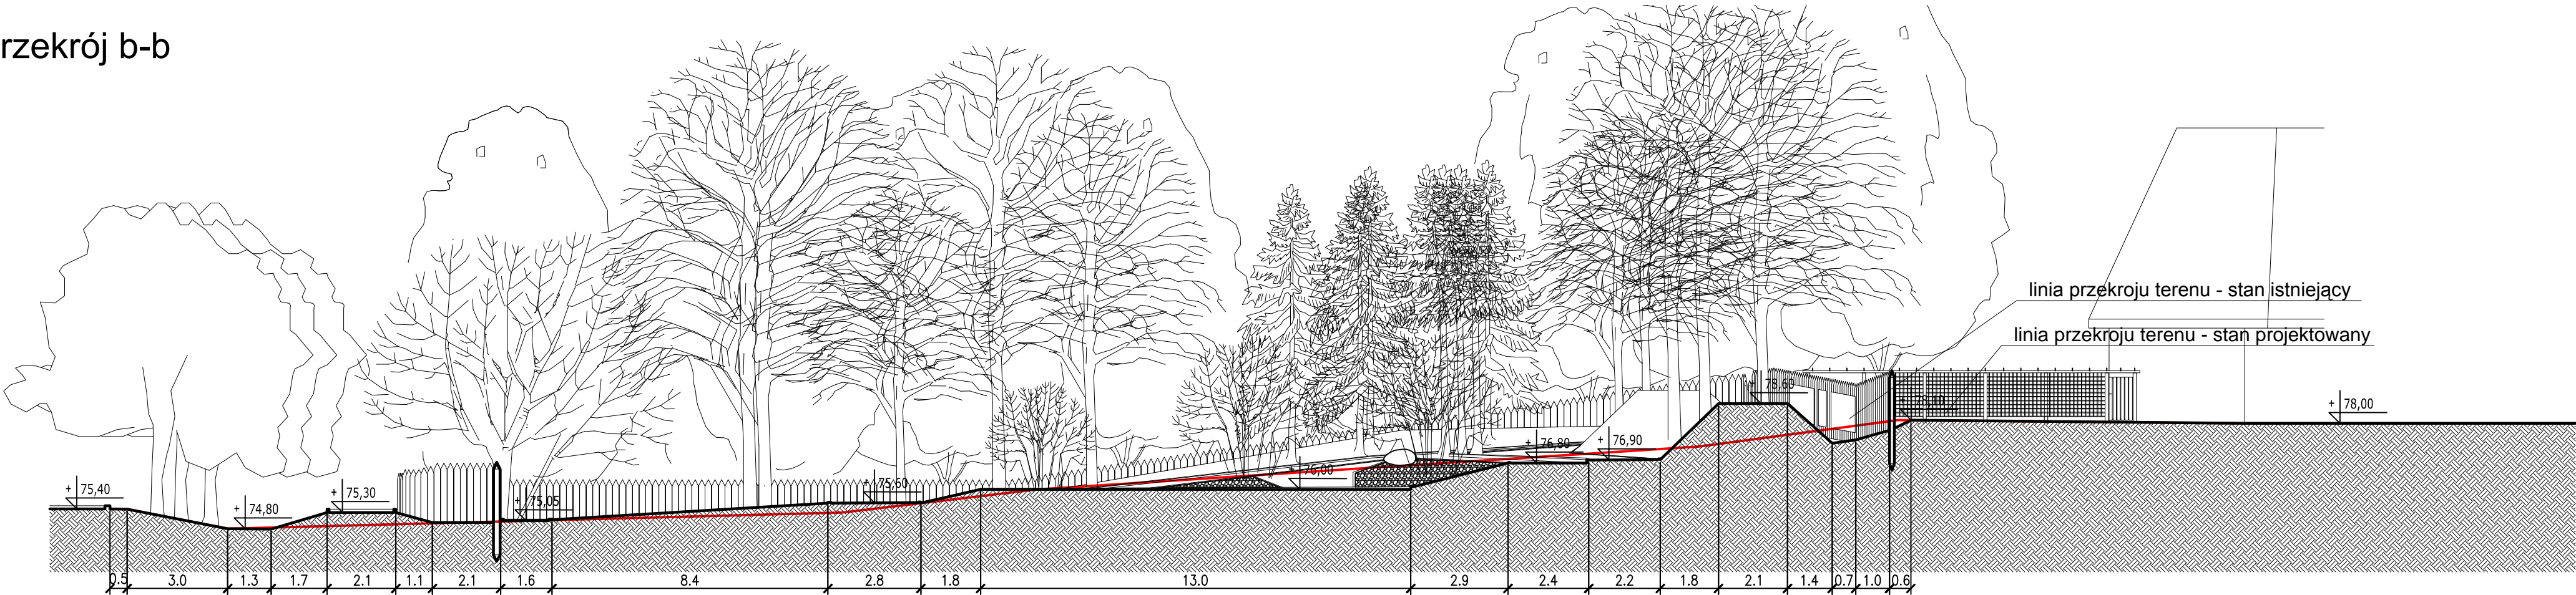 rzekrój b-b
linia przekroju terenu - stan istniejący
linia przekroju terenu - stan projektowany
+ 78,60
+ 78,00
+ 76,80
+ 76,90
+ 76,00
+ 75,60
+ 75,40
+ 75,30
+ 75,05
+ 74,80
0.5 3.0 1.3 1.7 2.1 1.1 2.1 1.6 8.4 2.8 1.8 13.0 2.9 2.4 2.2 1.8 2.1 1.4 0.7 1.0 0.6